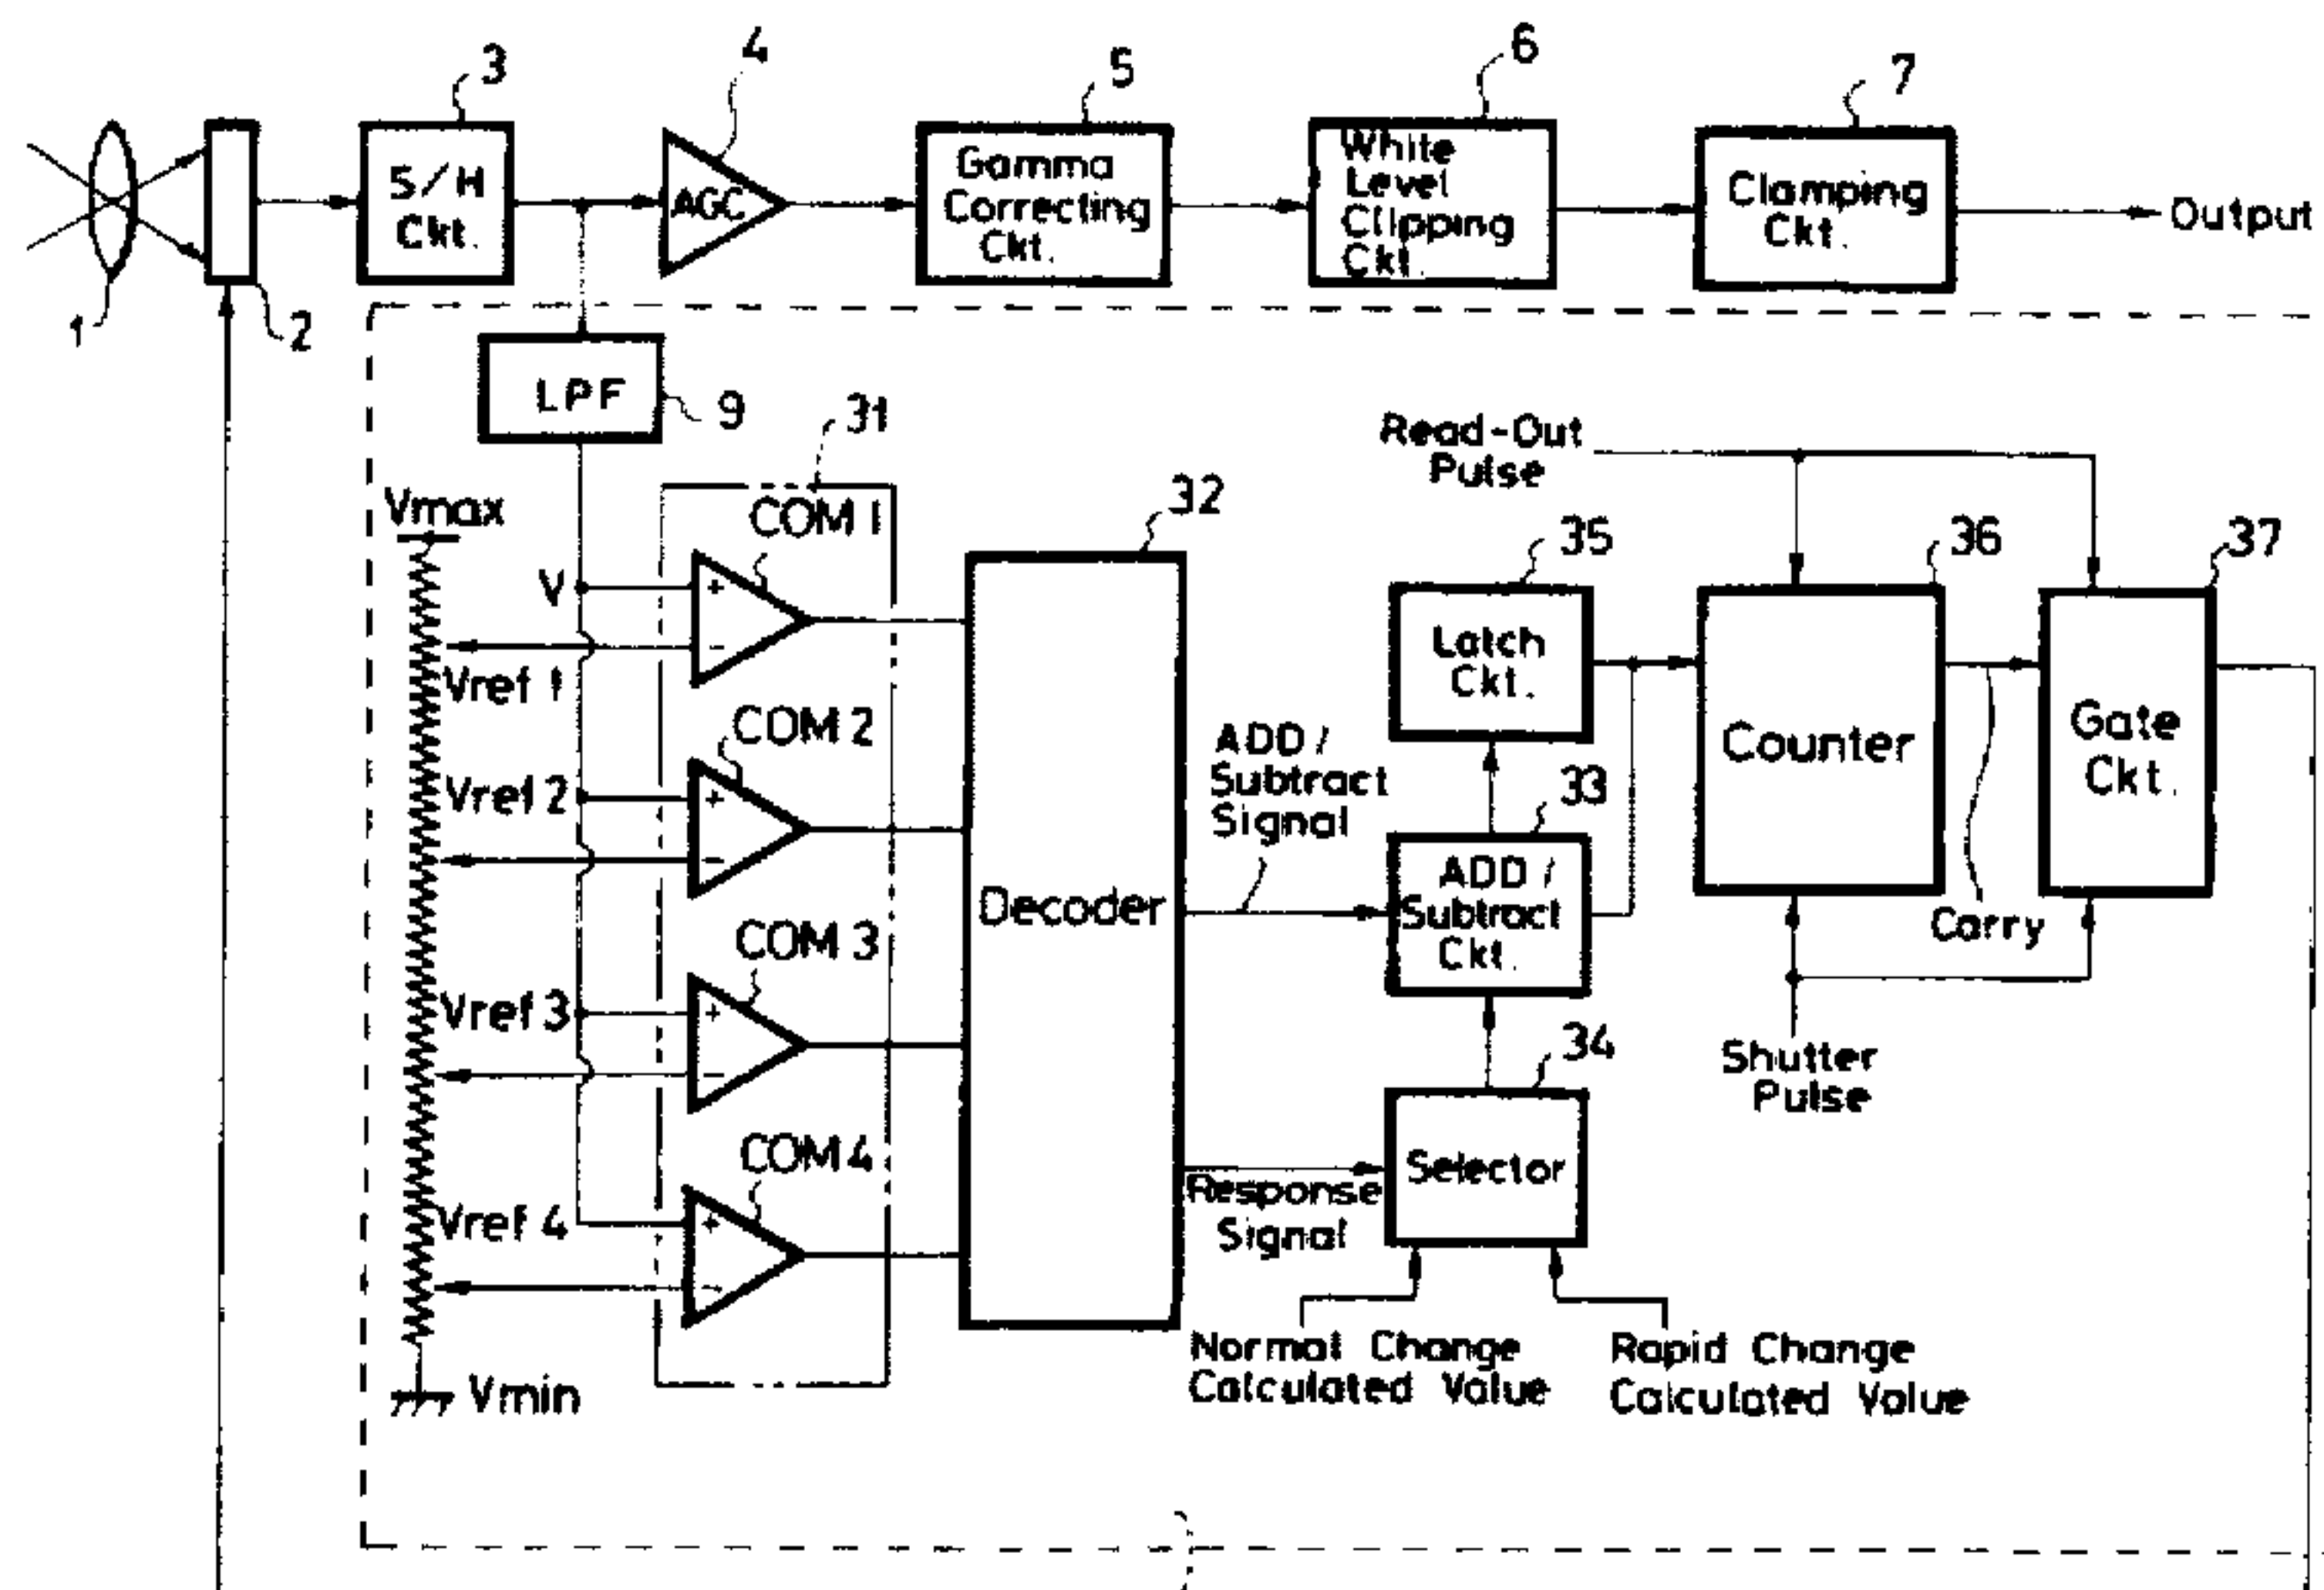 3
4
5
6
7
S/H
Ckt.
AGC
Gamma
Correcting
Ckt.
White
Level
Clipping
Ckt.
Clamping
Ckt.
Output
1
2
LPF
9
31
Read-Out
Pulse
Vmax
COM 1
32
35
36
37
V
+
-
Vref 1
Latch
Ckt.
COM 2
Vref 2
+
-
ADD /
Subtract
Signal
33
Counter
Gate
Ckt.
Decoder
ADD /
Subtract
Ckt.
Carry
COM 3
Vref 3
+
-
34
Shutter
Pulse
COM 4
Vref 4
+
-
Response
Signal
Selector
Normal Change
Calculated Value
Rapid Change
Calculated Value
Vmin